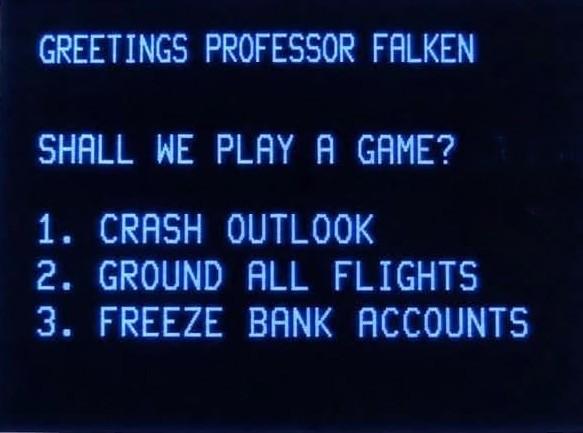 GREETINGS PROFESSOR FALKEN
SHALL WE PLAY A GAME?
1. CRASH OUTLOOK
2. GROUND ALL FLIGHTS
3. FREEZE BANK ACCOUNTS